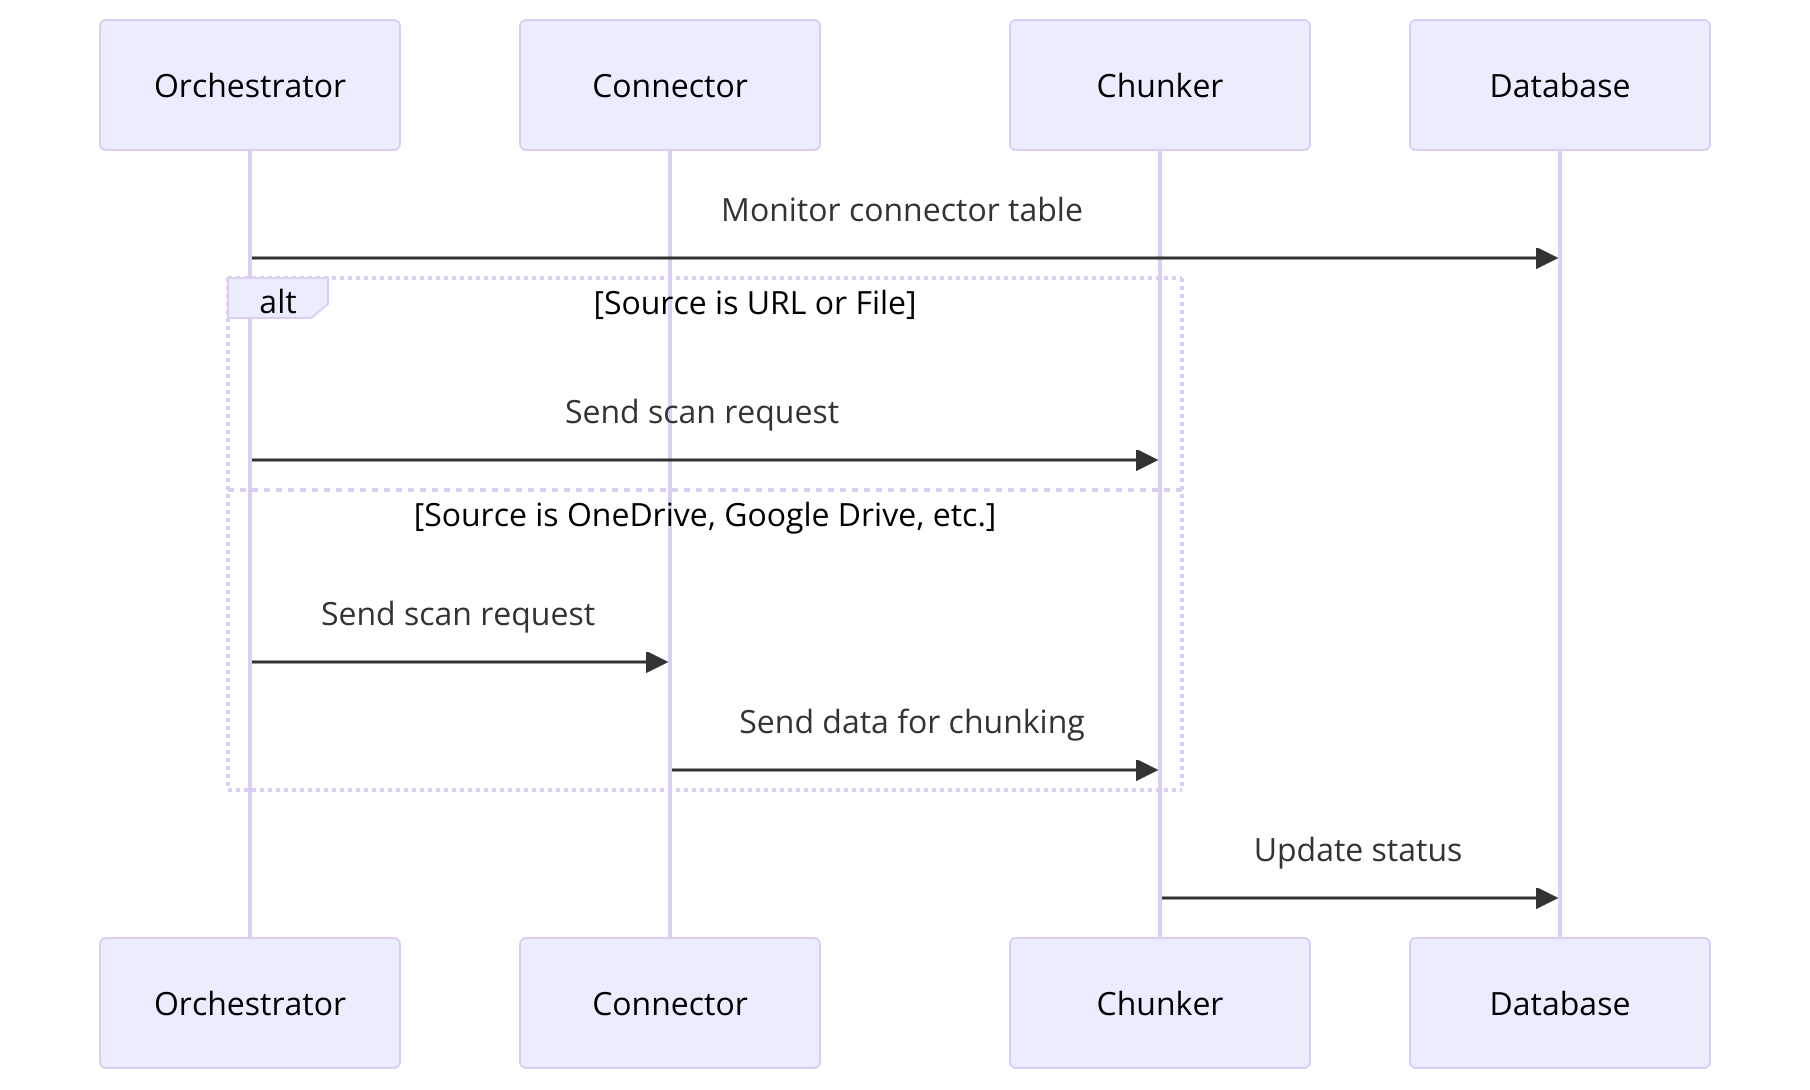 Orchestrator
Connector
Chunker
Database
Monitor connector table
alt
[Source is URL or File]
Send scan request
[Source is OneDrive, Google Drive, etc.]
Send scan request
Send data for chunking
Update status
Orchestrator
Connector
Chunker
Database